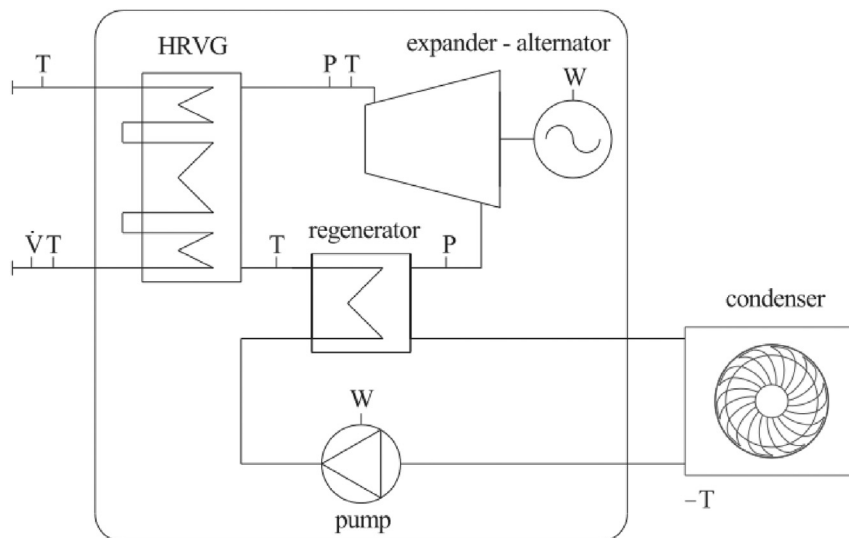 HRVG
expander - alternator
T
P T
W
V̇ T
T
regenerator
P
condenser
W
pump
–T